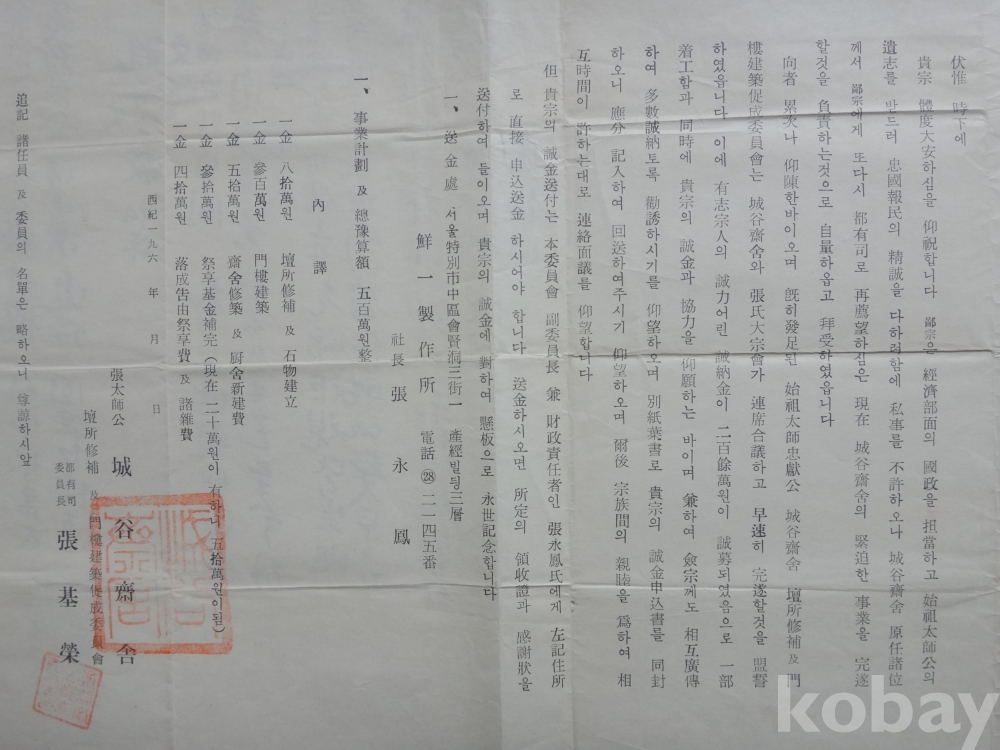 伏惟 時下에
貴宗 體度大安하심을 仰祝합니다 鄙宗은 經濟部面의 國政을 担當하고 始祖太師公의
遺志를 받드러 忠國報民의 精誠을 다하려함에 私事를 不許하오나 城谷齋舍 原任諸位
께서 鄙宗에게 또다시 都有司로 再薦望하심은 現在 城谷齋舍의 緊迫한 事業을 完遂
할것을 負責하는것으로 自量하옵고 拜受하였읍니다
向者 累次나 仰陳한바이오며 旣히發足된 始祖太師忠獻公 城谷齋舍 壇所修補及門
樓建築促成委員會는 城谷齋舍와 張氏大宗會가 連席合議하고 早速히 完遂할것을 盟誓
하였읍니다 이에 有志宗人의 誠力어린 誠納金이 二百餘萬원이 誠募되였음으로 一部
着工함과 同時에 貴宗의 誠金과 協力을 仰願하는 바이며 兼하여 僉宗께도 相互廣傳
하여 多數誠納토록 勸誘하시기를 仰望하오며 別紙葉書로 貴宗의 誠金申込書를 同封
하오니 應分 記入하여 回送하여주시기 仰望하오며 爾後 宗族間의 親睦을 爲하여 相
互時間이 許하는대로 連絡面議를 仰望합니다
但 貴宗의 誠金送付는 本委員會 副委員長 兼 財政責任者인 張永鳳氏에게 左記住所
로 直接 申込送金 하시어야 합니다 送金하시오면 所定의 領收證과 感謝狀을
送付하여 들이오며 貴宗의 誠金에 對하여 懸板으로 永世記念합니다
一、送金處 서울特別市中區會賢洞三街一 產經빌딍三層
鮮一製作所 電話㉘二一四五番
社長 張永鳳
一、事業計劃 及 總豫算額 五百萬원整
內譯
一金 八拾萬원 壇所修補 及 石物建立
一金 參百萬원 門樓建築
一金 五拾萬원 齋舍修築 及 厨舍新建費
一金 參拾萬원 祭享基金補完(現在 二十萬원이 有하니 五拾萬원이됨)
一金 四拾萬원 落成告由祭享費 及 諸雜費
西紀一九六 年 月 日
張太師公 城谷齋舍
壇所修補 及 門樓建築促成委員會
都有司
委員長 張基榮
追記 諸任員 及 委員의 名單은 略하오니 尊諒하시앞
kobay